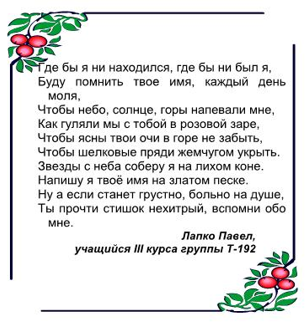 Где бы я ни находился, где бы ни был я,
Буду помнить твое имя, каждый день
моля,
Чтобы небо, солнце, горы напевали мне,
Как гуляли мы с тобой в розовой заре,
Чтобы ясны твои очи в горе не забыть,
Чтобы шелковые пряди жемчугом укрыть.
Звезды с неба соберу я на лихом коне.
Напишу я твоё имя на златом песке.
Ну а если станет грустно, больно на душе,
Ты прочти стишок нехитрый, вспомни обо
мне.
Лапко Павел,
учащийся III курса группы Т-192